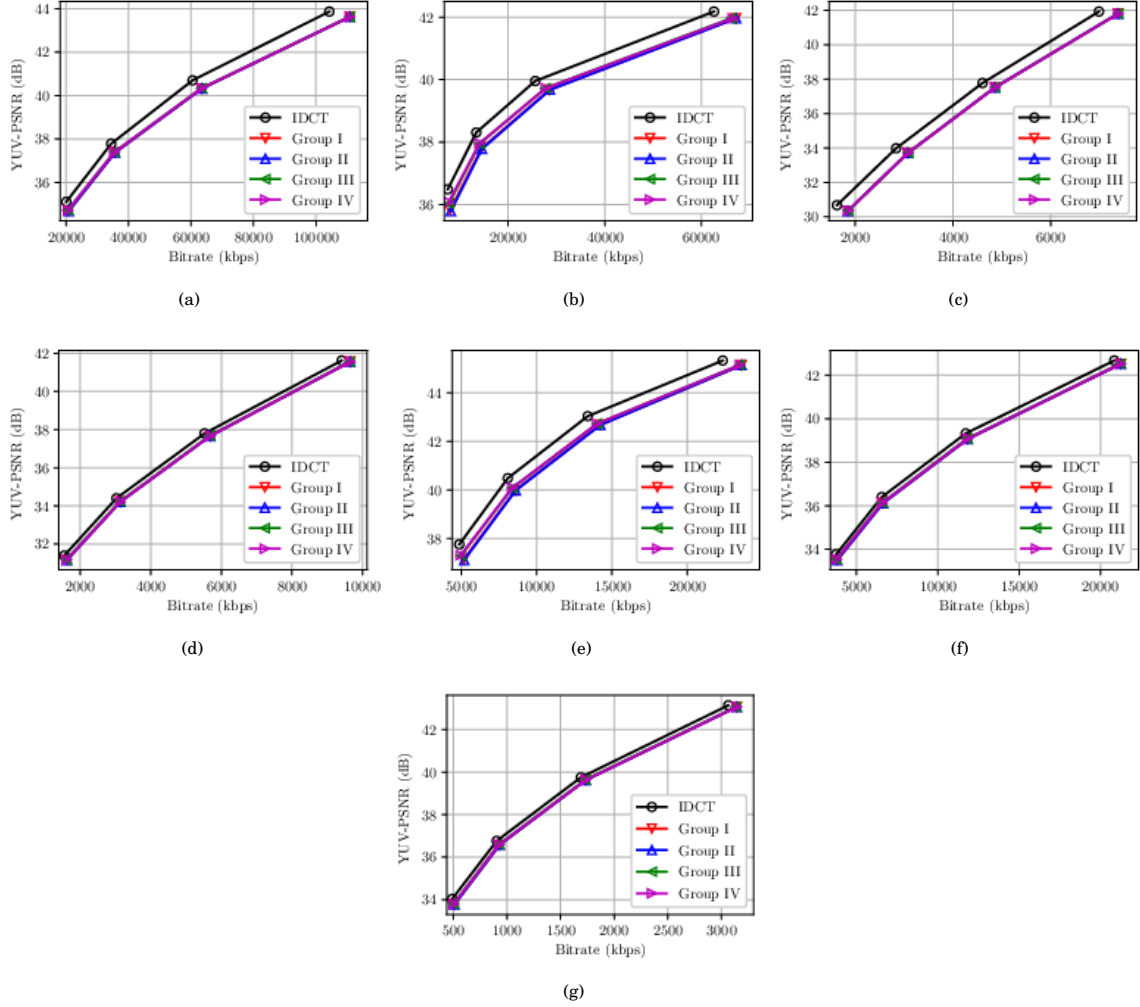 44
42
40
38
36
YUV-PSNR (dB)
IDCT
Group I
Group II
Group III
Group IV
20000 40000 60000 80000 100000
Bitrate (kbps)
(a)
42
40
38
36
YUV-PSNR (dB)
IDCT
Group I
Group II
Group III
Group IV
20000 40000 60000
Bitrate (kbps)
(b)
42
40
38
36
34
32
30
YUV-PSNR (dB)
IDCT
Group I
Group II
Group III
Group IV
2000 4000 6000
Bitrate (kbps)
(c)
42
40
38
36
34
32
YUV-PSNR (dB)
IDCT
Group I
Group II
Group III
Group IV
2000 4000 6000 8000 10000
Bitrate (kbps)
(d)
44
42
40
38
YUV-PSNR (dB)
IDCT
Group I
Group II
Group III
Group IV
5000 10000 15000 20000
Bitrate (kbps)
(e)
42
40
38
36
34
YUV-PSNR (dB)
IDCT
Group I
Group II
Group III
Group IV
5000 10000 15000 20000
Bitrate (kbps)
(f)
42
40
38
36
34
YUV-PSNR (dB)
IDCT
Group I
Group II
Group III
Group IV
500 1000 1500 2000 2500 3000
Bitrate (kbps)
(g)